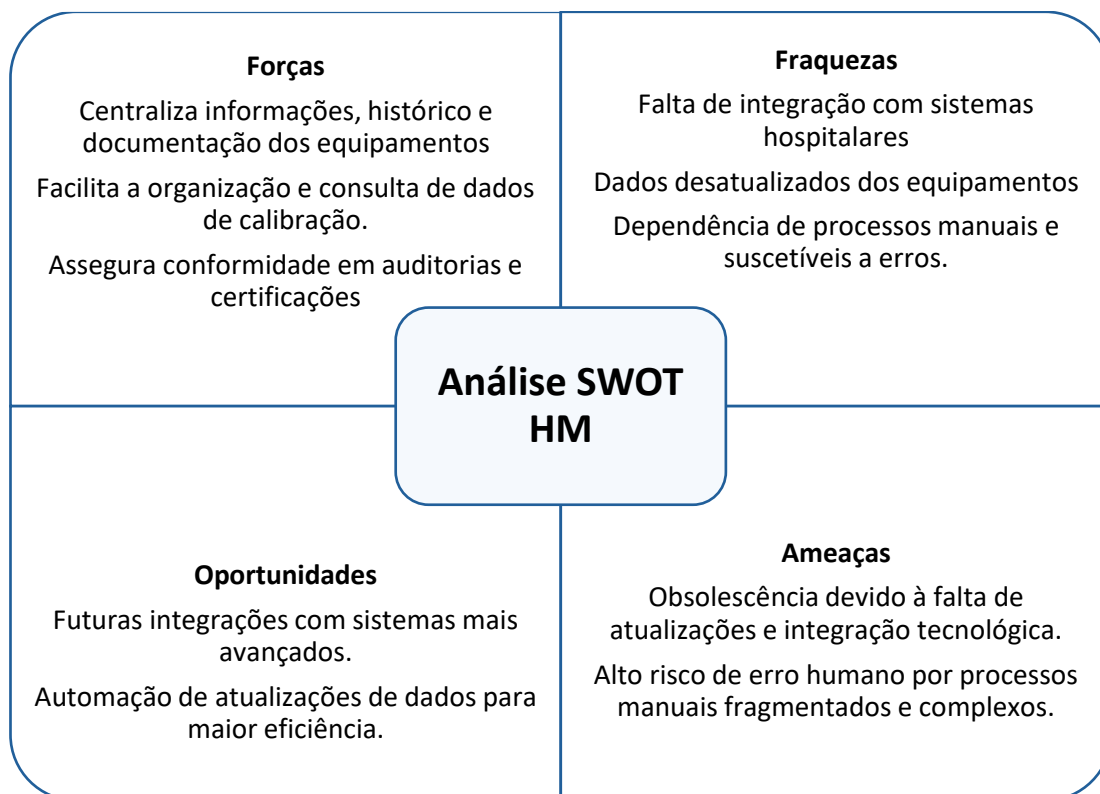 Forças
Centraliza informações, histórico e
documentação dos equipamentos
Facilita a organização e consulta de dados
de calibração.
Assegura conformidade em auditorias e
certificações
Fraquezas
Falta de integração com sistemas
hospitalares
Dados desatualizados dos equipamentos
Dependência de processos manuais e
suscetíveis a erros.
Análise SWOT
HM
Oportunidades
Futuras integrações com sistemas mais
avançados.
Automação de atualizações de dados para
maior eficiência.
Ameaças
Obsolescência devido à falta de
atualizações e integração tecnológica.
Alto risco de erro humano por processos
manuais fragmentados e complexos.